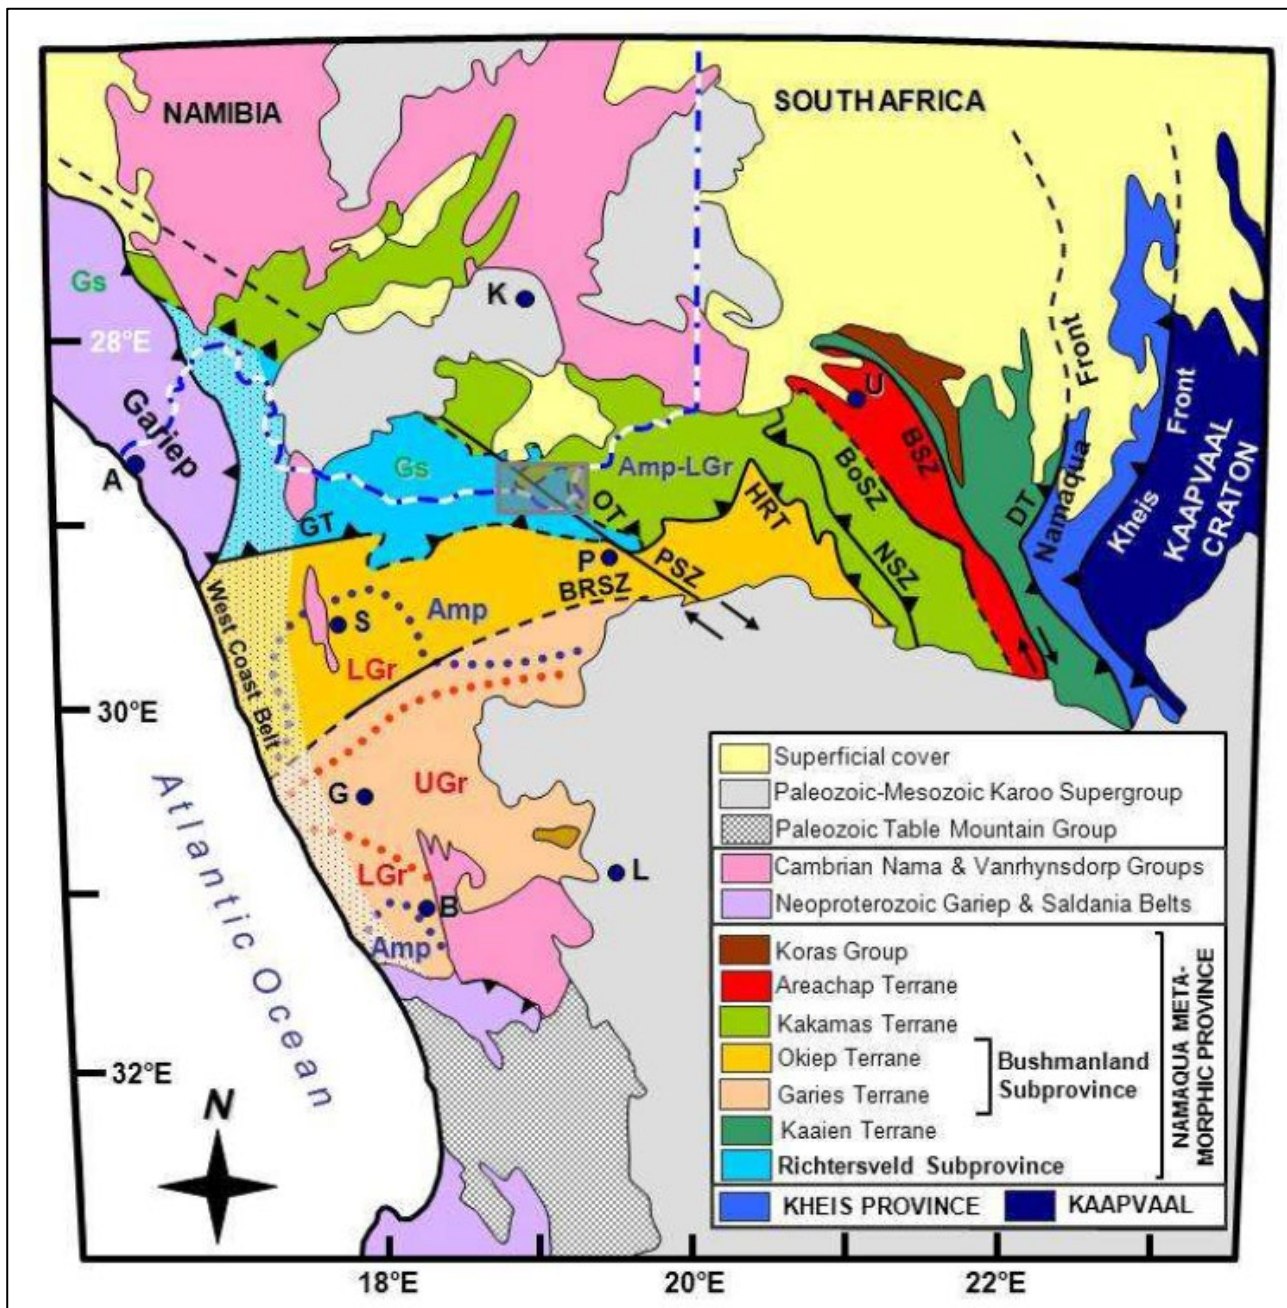 NAMIBIA
SOUTH AFRICA
Gs
K
28°E
Front
U
Gariep
Gs
Amp-LGr
BSZ
BoSZ
Front
A
HRT
DT
Namaqua
Kheis
KAAPVAAL
CRATON
GT
OT
P
PSZ
NSZ
BRSZ
West Coast Belt
Amp
S
LGr
30°E
Atlantic Ocean
G
UGr
LGr
L
B
Amp
32°E
N
Superficial cover
Paleozoic-Mesozoic Karoo Supergroup
Paleozoic Table Mountain Group
Cambrian Nama & Vanrhynsdorp Groups
Neoproterozoic Gariep & Saldania Belts
Koras Group
Areachap Terrane
Kakamas Terrane
Okiep Terrane
Garies Terrane
Bushmanland
Subprovince
Kaaien Terrane
Richtersveld Subprovince
NAMAQUA META-
MORPHIC PROVINCE
KHEIS PROVINCE
KAAPVAAL
18°E
20°E
22°E